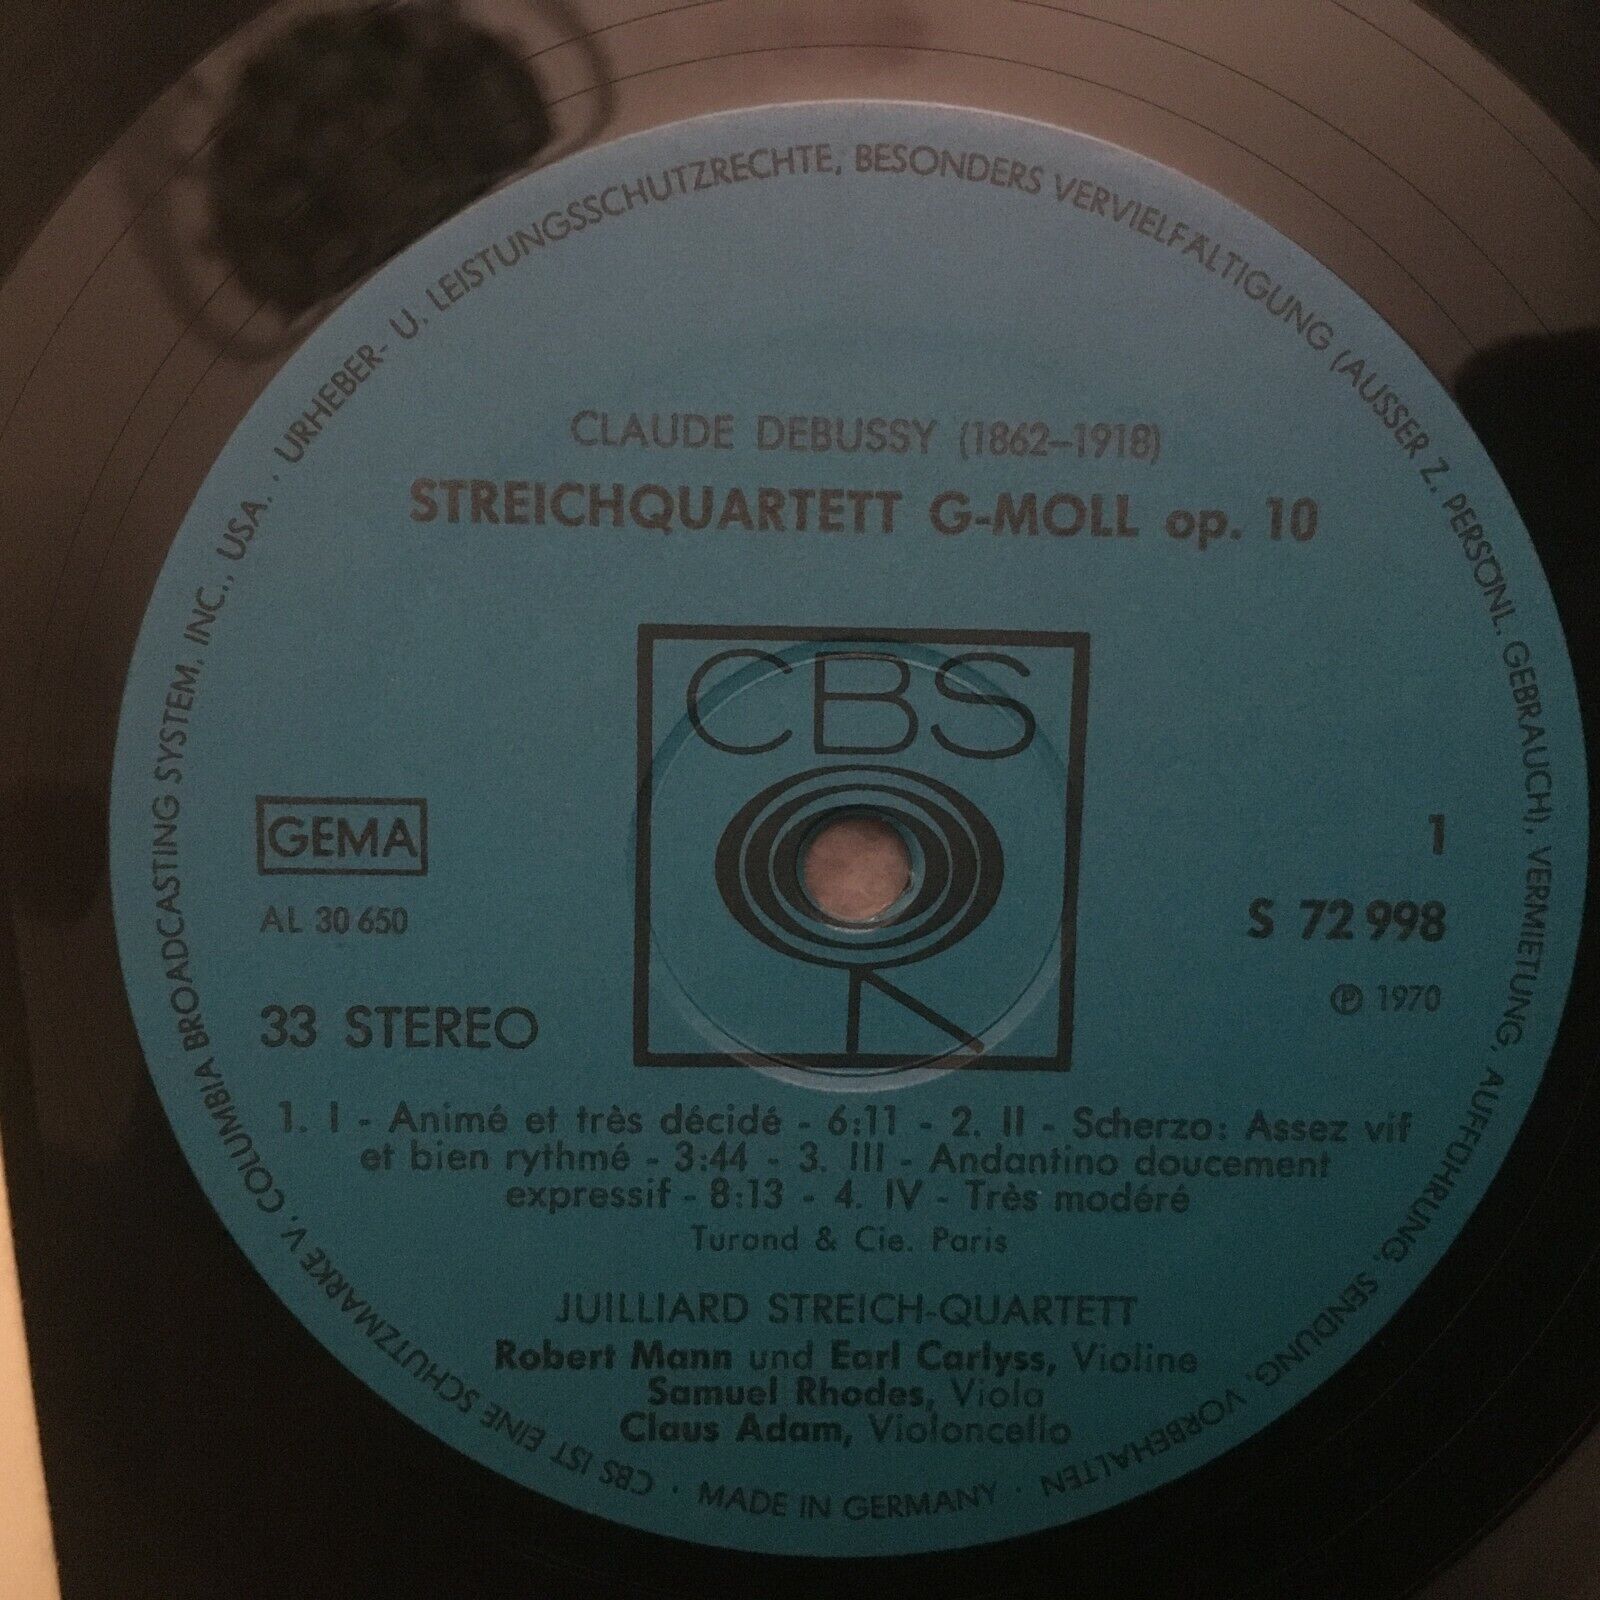 URHEBER- U. LEISTUNGSSCHUTZRECHTE, BESONDERS VERVIELFÄLTIGUNG (AUSSER Z. PERSÖNL. GEBRAUCH), VERMIETUNG, AUFFÜHRUNG, SENDUNG, VORBEHALTEN · MADE IN GERMANY · CBS IST EINE SCHUTZMARKE V. COLUMBIA BROADCASTING SYSTEM, INC., USA. ·
CLAUDE DEBUSSY (1862–1918)
STREICHQUARTETT G-MOLL op. 10
CBS
GEMA
1
AL 30 650
S 72 998
℗ 1970
33 STEREO
1. I - Animé et très décidé - 6:11 - 2. II - Scherzo: Assez vif
et bien rythmé - 3:44 - 3. III - Andantino doucement
expressif - 8:13 - 4. IV - Très modéré
Turand & Cie. Paris
JUILLIARD STREICH-QUARTETT
Robert Mann und Earl Carlyss, Violine
Samuel Rhodes, Viola
Claus Adam, Violoncello